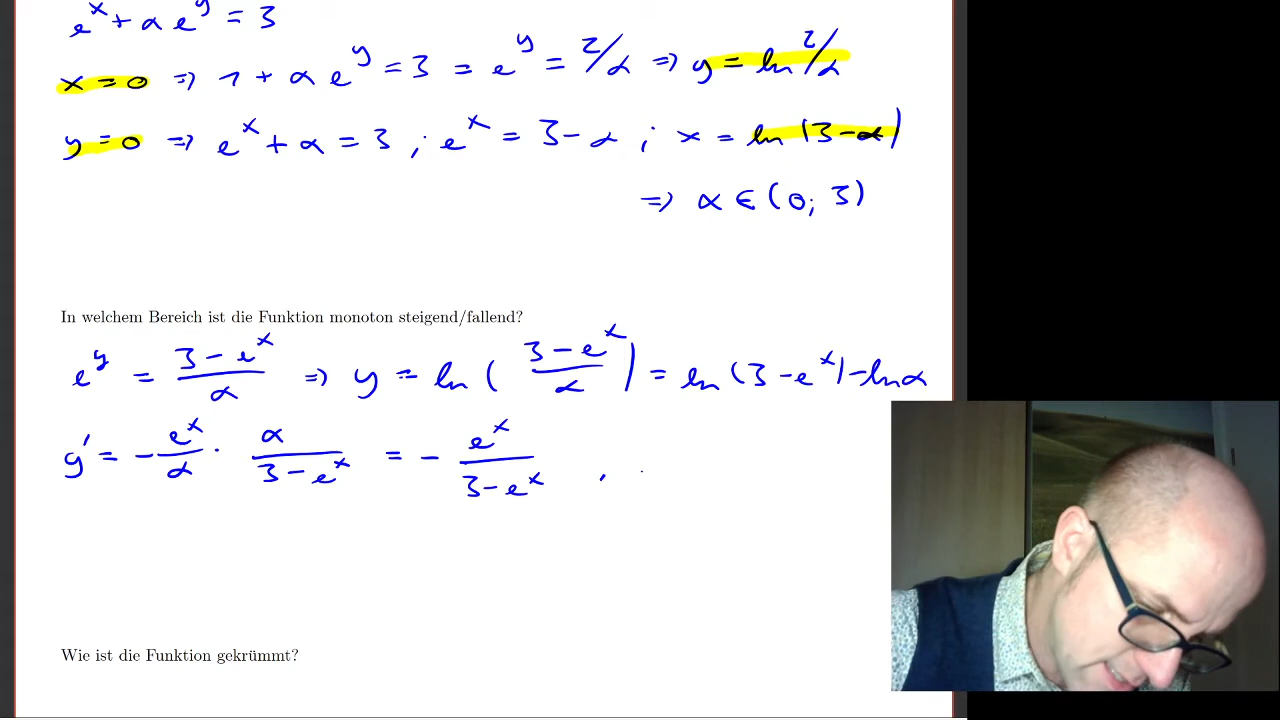 e^x + α e^y = 3
x = 0 ⇒ 1 + α e^y = 3 = e^y = 2/α ⇒ y = ln 2/α
y = 0 ⇒ e^x + α = 3 ; e^x = 3 - α ; x = ln (3 - α)
⇒ α ∈ (0; 3)
In welchem Bereich ist die Funktion monoton steigend/fallend?
e^y = (3 - e^x)/α ⇒ y = ln ((3 - e^x)/α) = ln (3 - e^x) - ln α
y' = - e^x/α · α/(3 - e^x) = - e^x/(3 - e^x) ,
Wie ist die Funktion gekrümmt?